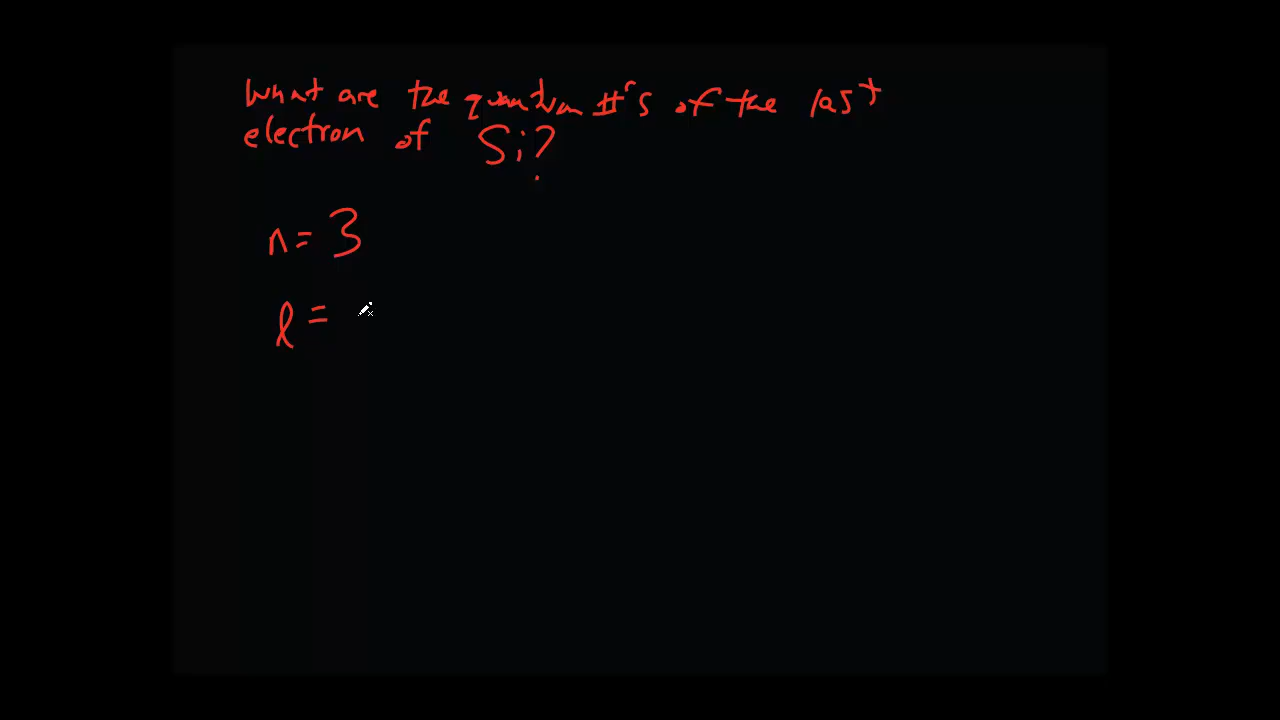 What are the quantum #'s of the last
electron of Si?
n = 3
l =